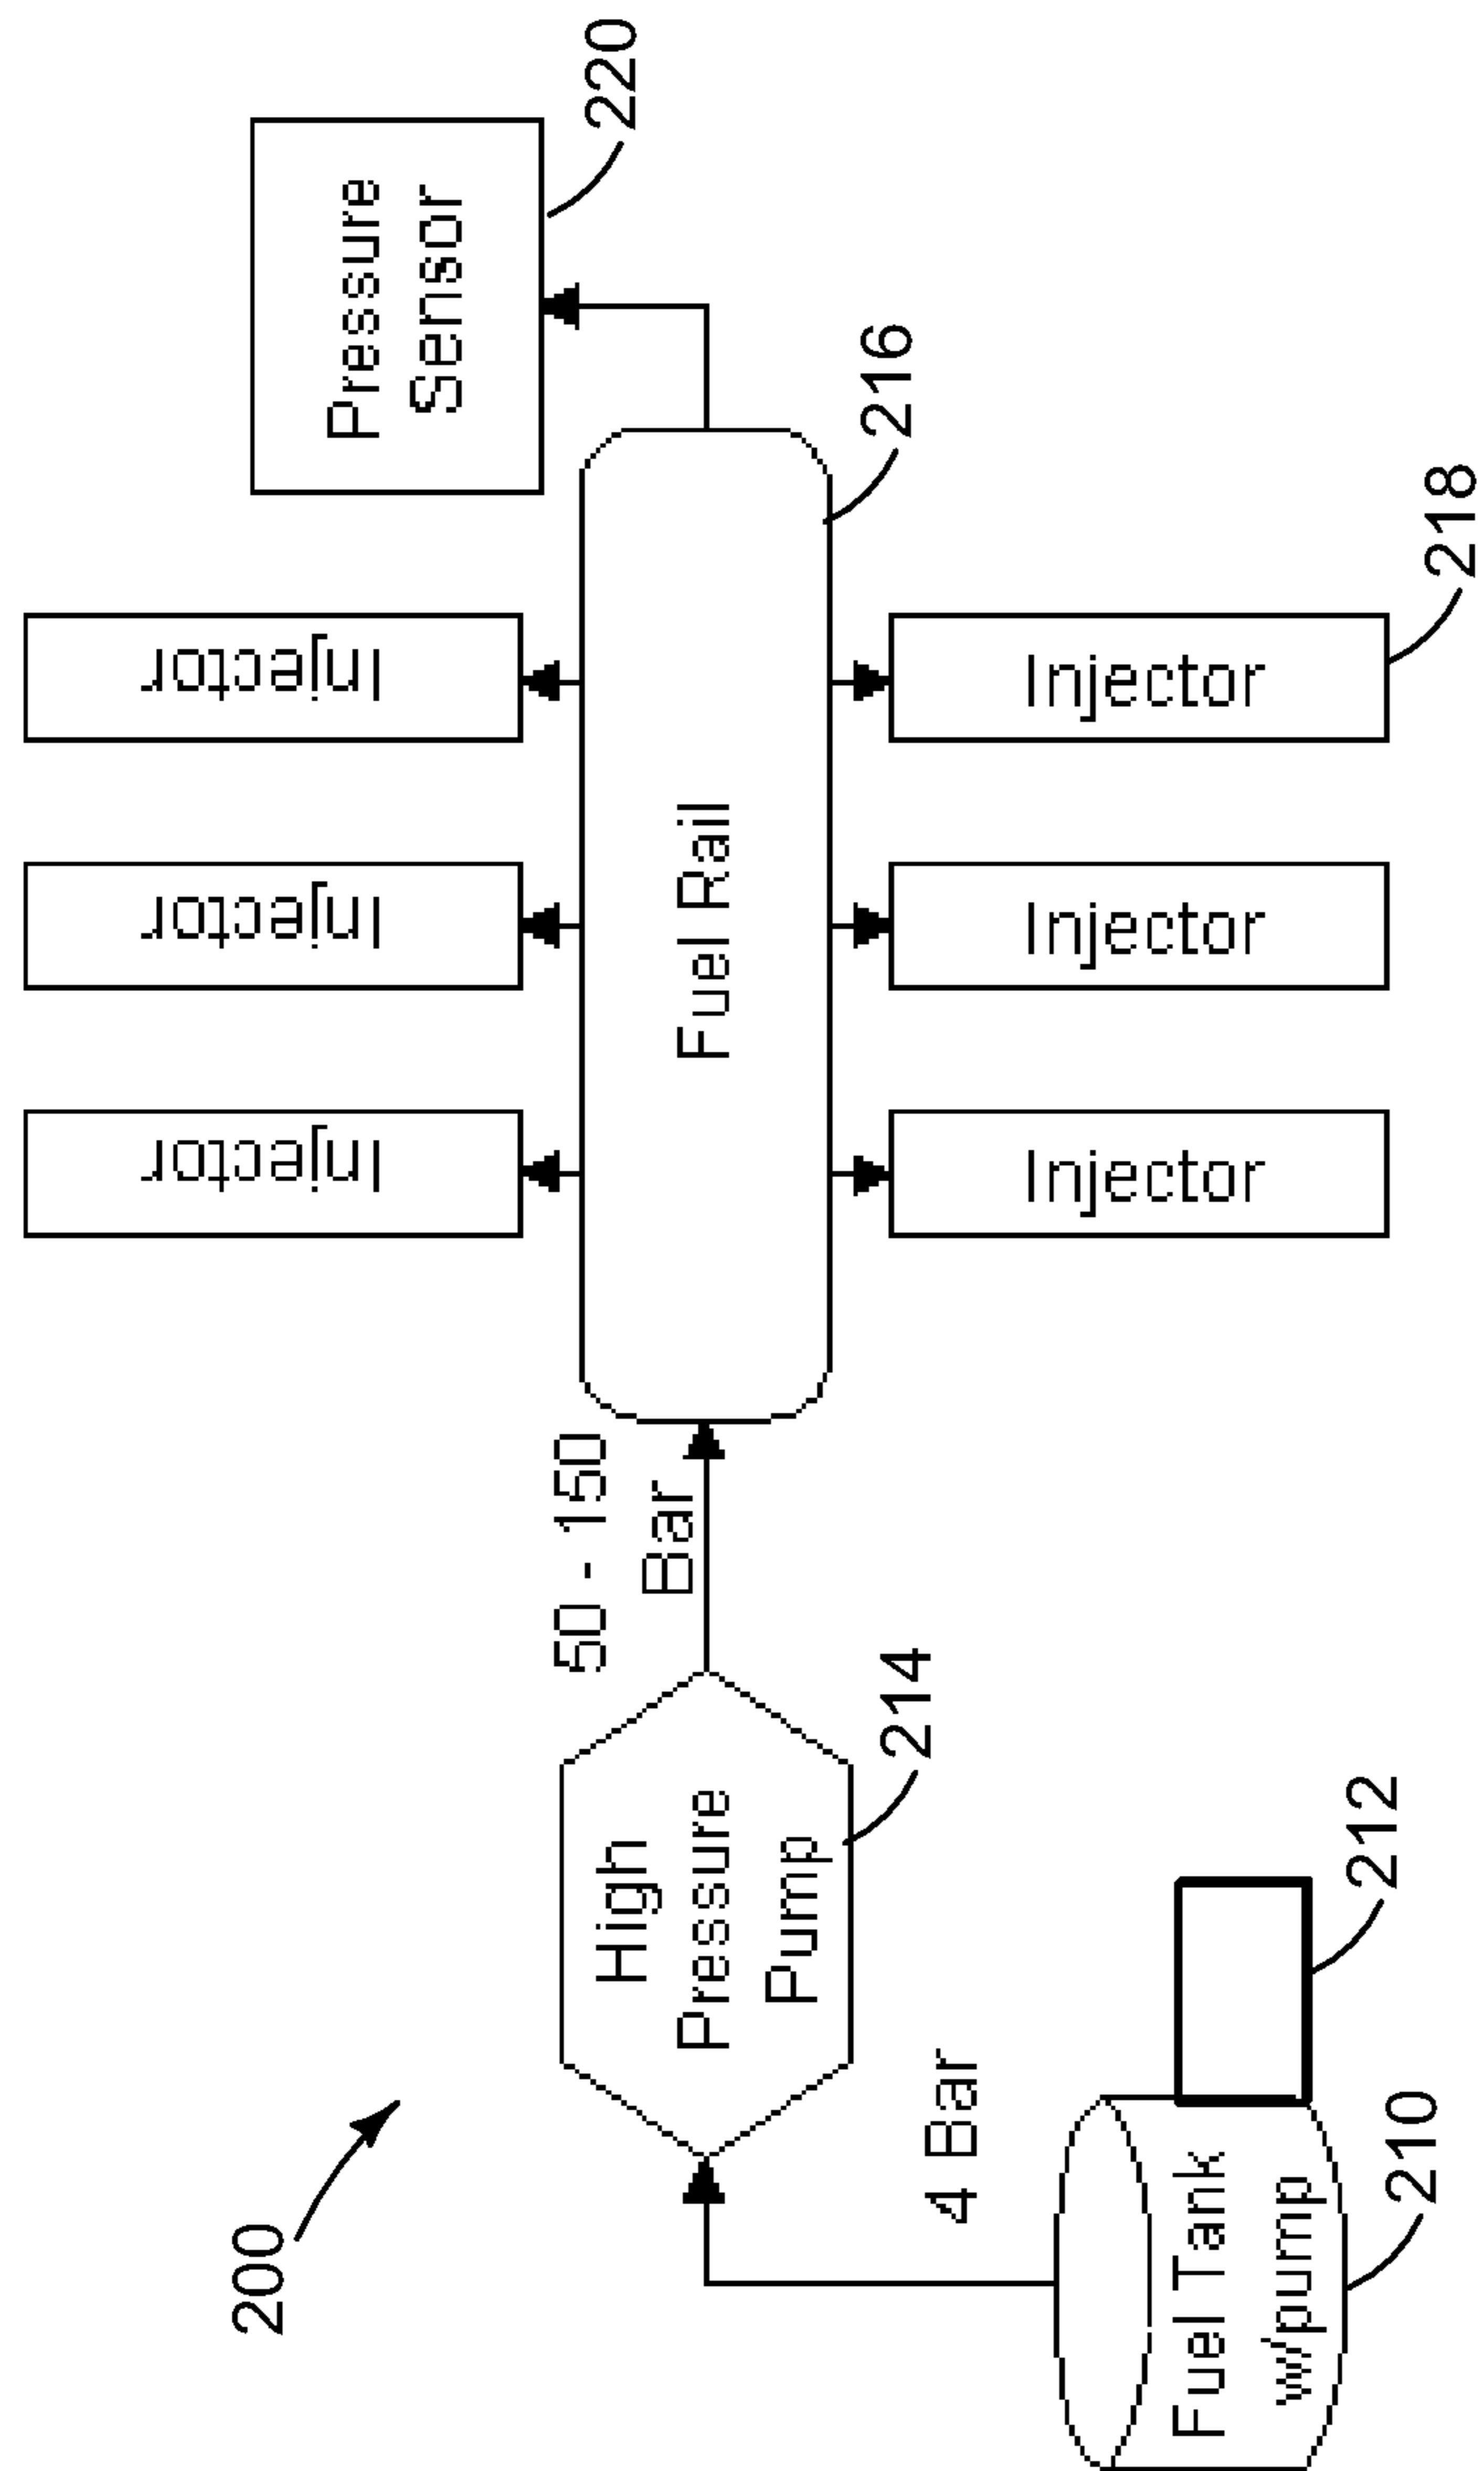 200
Fuel Tank
w/pump
210
212
4 Bar
High
Pressure
Pump
214
50 - 150
Bar
Fuel Rail
216
Injector
Injector
Injector
Injector
Injector
Injector
218
Pressure
Sensor
220